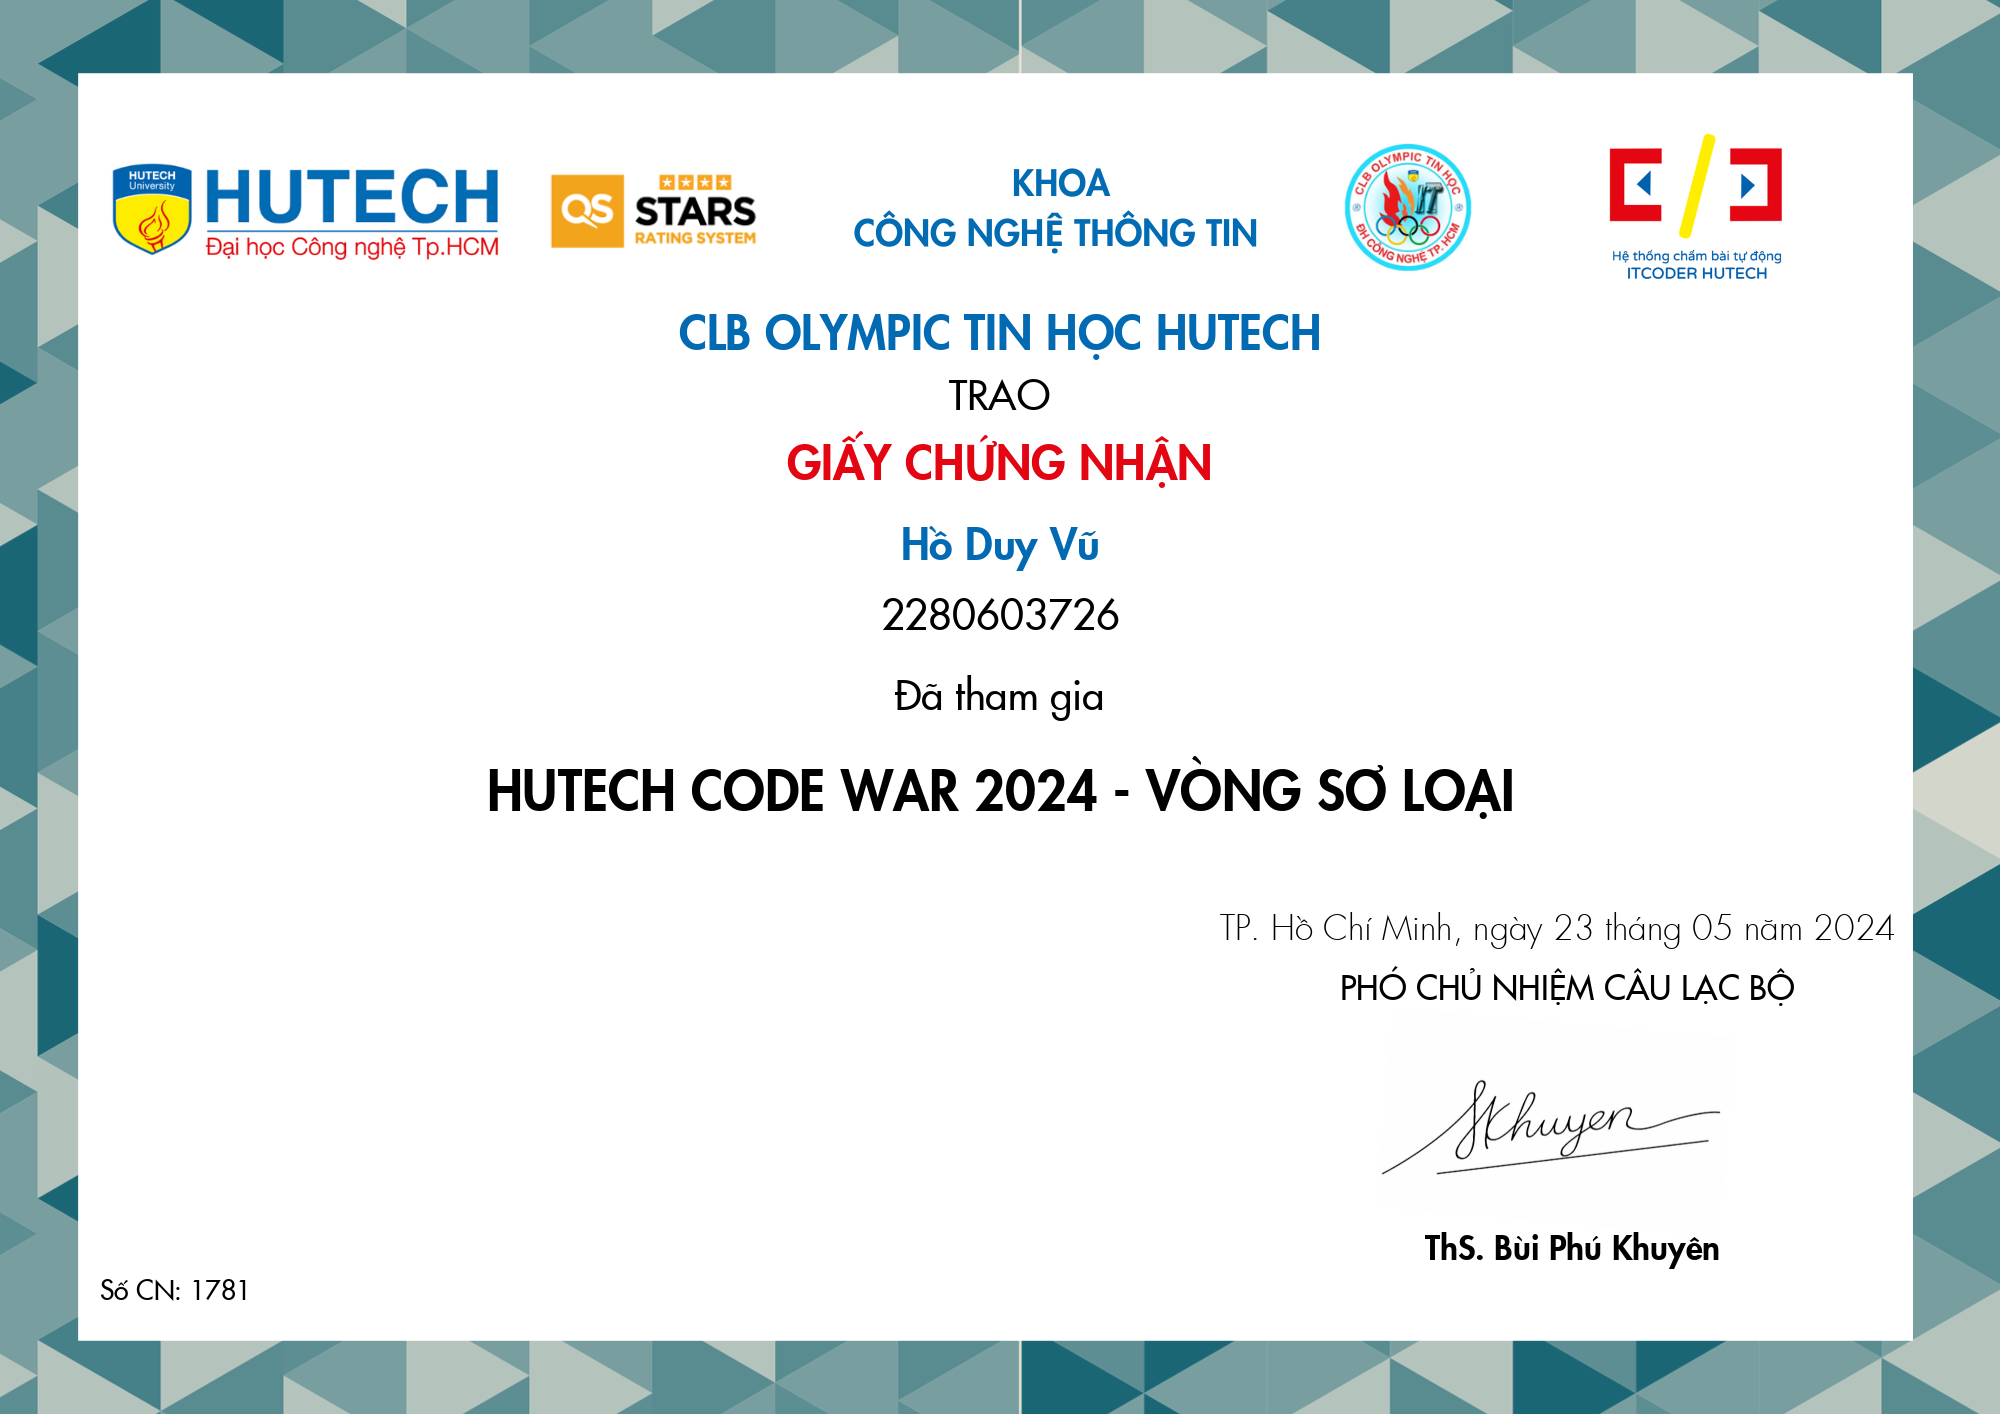 HUTECH
University
HUTECH
Đại học Công nghệ Tp.HCM
QS
STARS
RATING SYSTEM
KHOA
CÔNG NGHỆ THÔNG TIN
CLB OLYMPIC TIN HỌC
IT
ĐH CÔNG NGHỆ TP. HCM
Hệ thống chấm bài tự động
ITCODER HUTECH
CLB OLYMPIC TIN HỌC HUTECH
TRAO
GIẤY CHỨNG NHẬN
Hồ Duy Vũ
2280603726
Đã tham gia
HUTECH CODE WAR 2024 - VÒNG SƠ LOẠI
TP. Hồ Chí Minh, ngày 23 tháng 05 năm 2024
PHÓ CHỦ NHIỆM CÂU LẠC BỘ
Khuyen
ThS. Bùi Phú Khuyên
Số CN: 1781